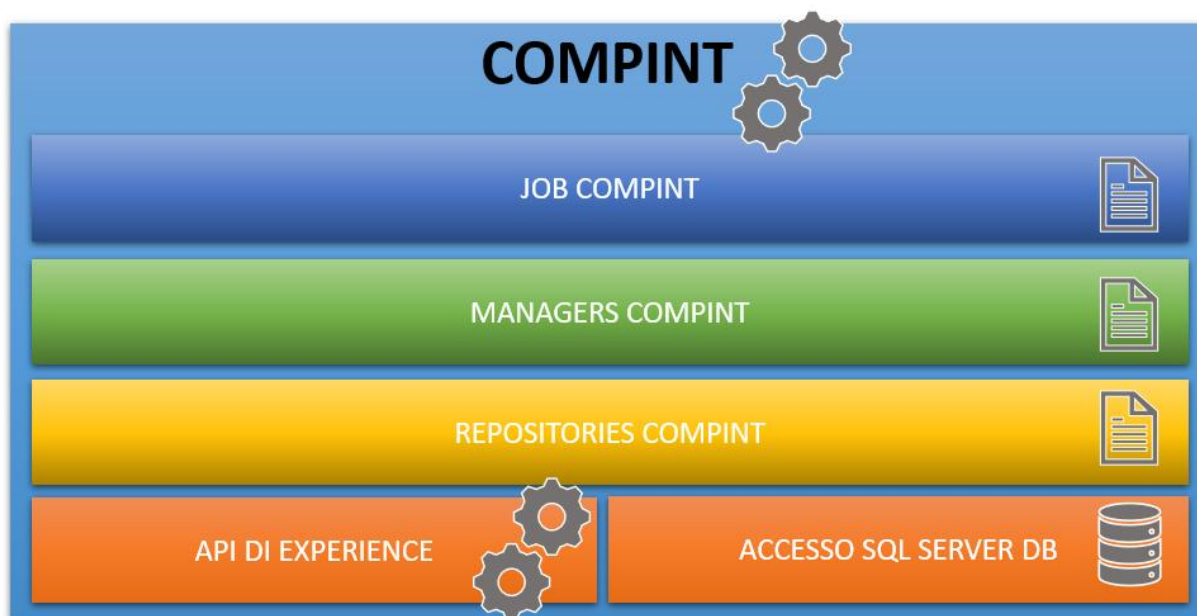 COMPINT
JOB COMPINT
MANAGERS COMPINT
REPOSITORIES COMPINT
API DI EXPERIENCE
ACCESSO SQL SERVER DB